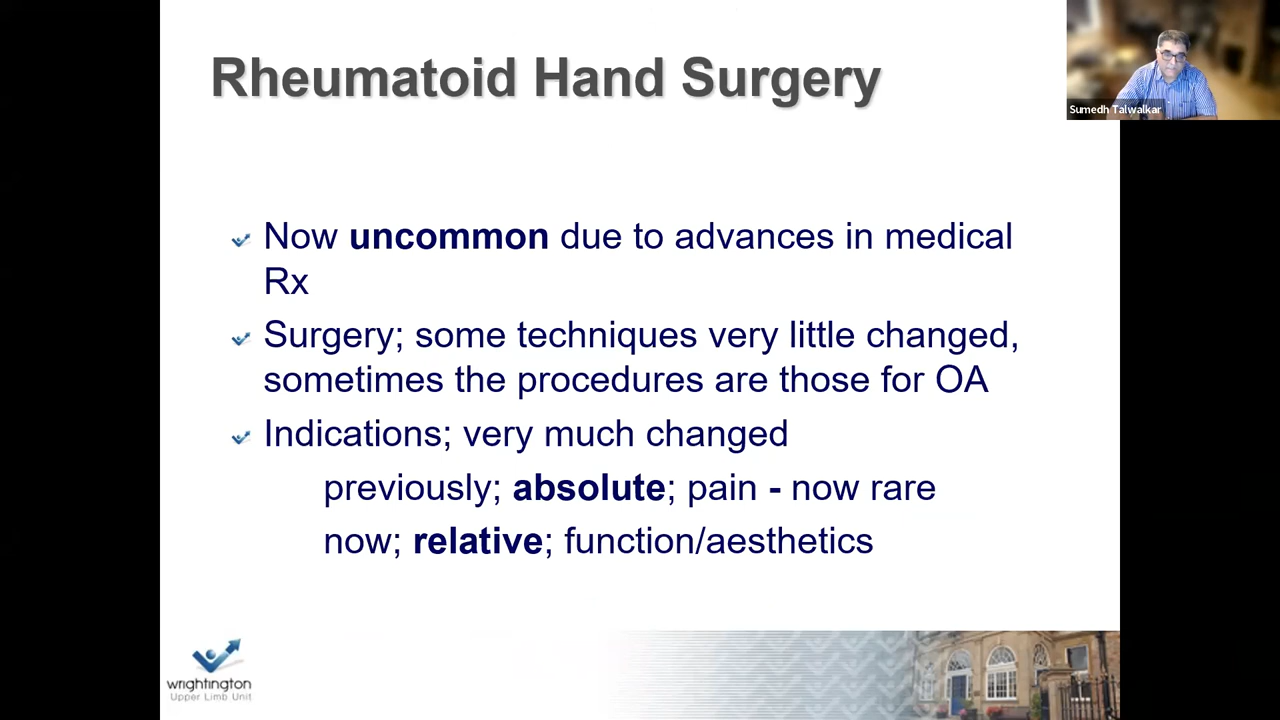 Rheumatoid Hand Surgery
Sumedh Talwalkar
Now uncommon due to advances in medical
Rx
Surgery; some techniques very little changed,
sometimes the procedures are those for OA
Indications; very much changed
previously; absolute; pain - now rare
now; relative; function/aesthetics
wrightington
Upper Limb Unit